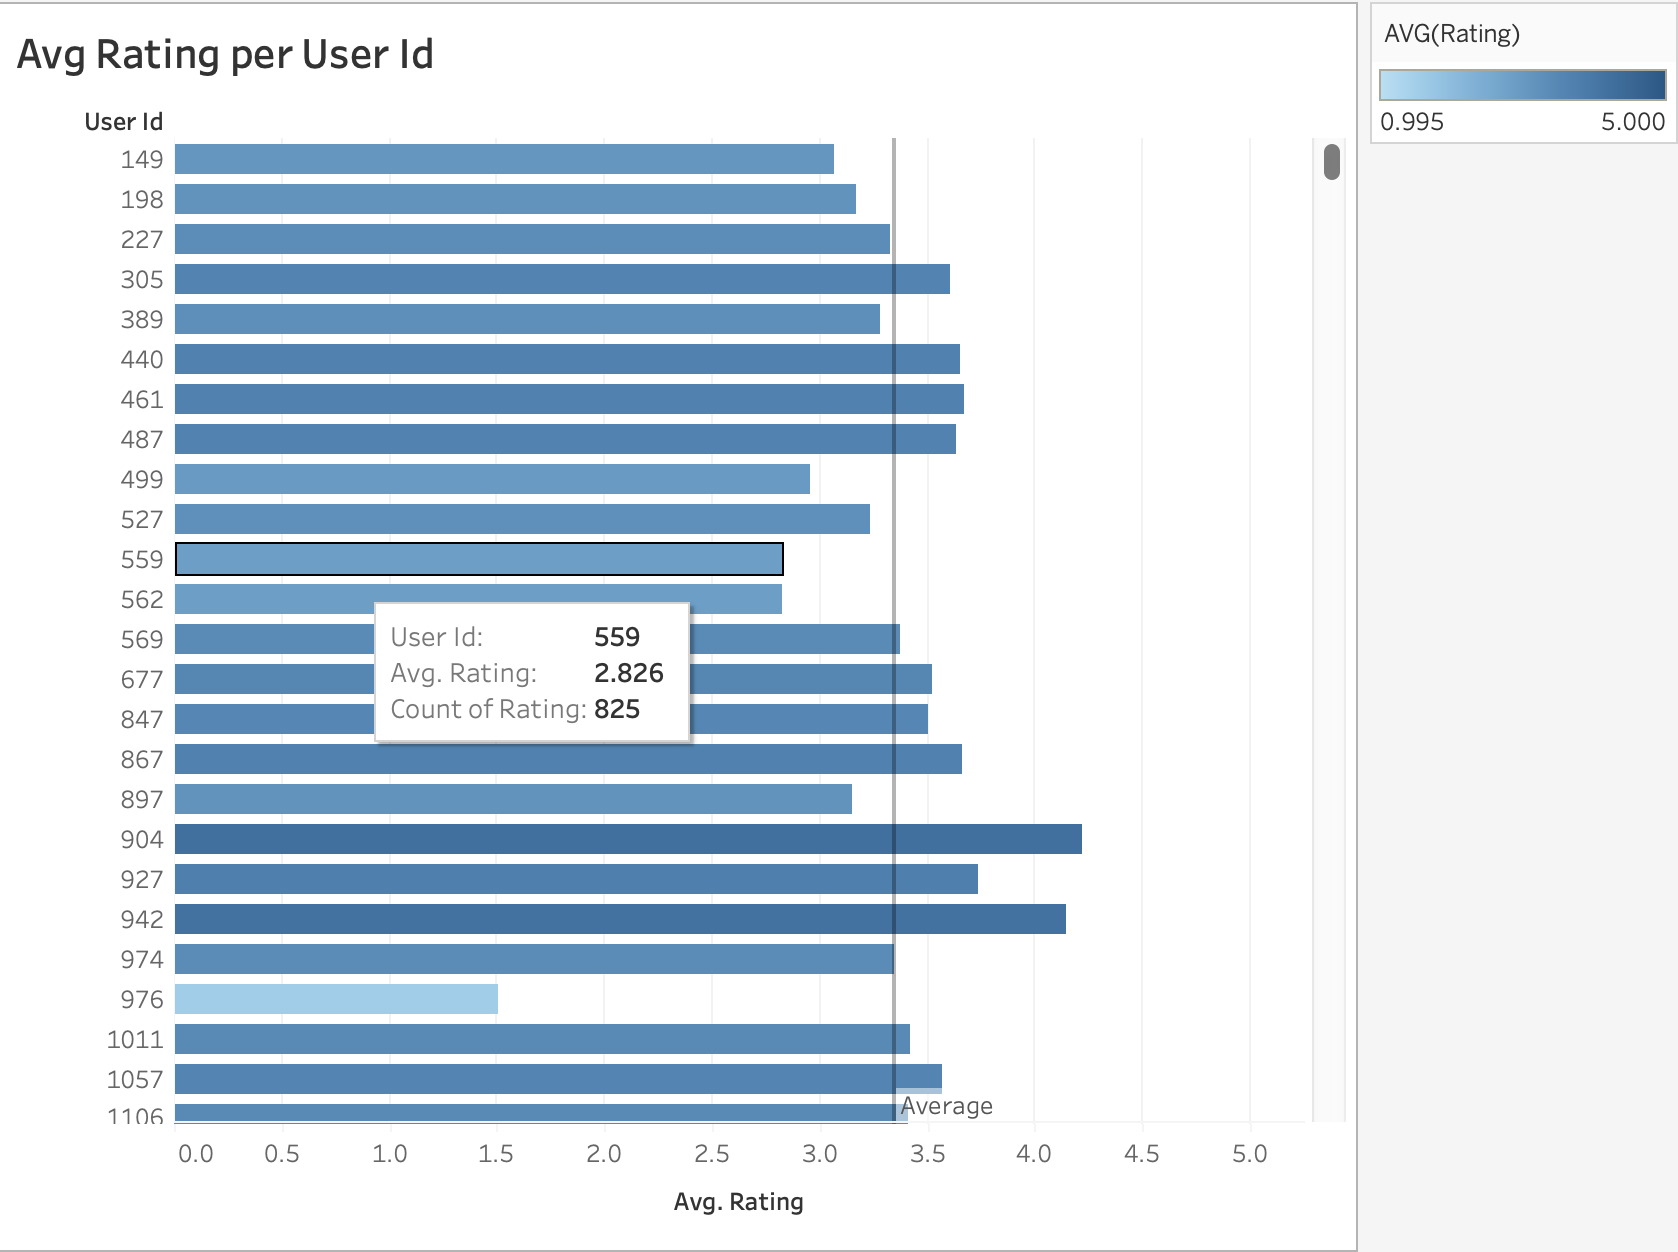 Avg Rating per User Id
AVG(Rating)
0.995 5.000
User Id
149
198
227
305
389
440
461
487
499
527
559
562
User Id: 559
Avg. Rating: 2.826
Count of Rating: 825
569
677
847
867
897
904
927
942
974
976
1011
1057
1106
Average
0.0 0.5 1.0 1.5 2.0 2.5 3.0 3.5 4.0 4.5 5.0
Avg. Rating